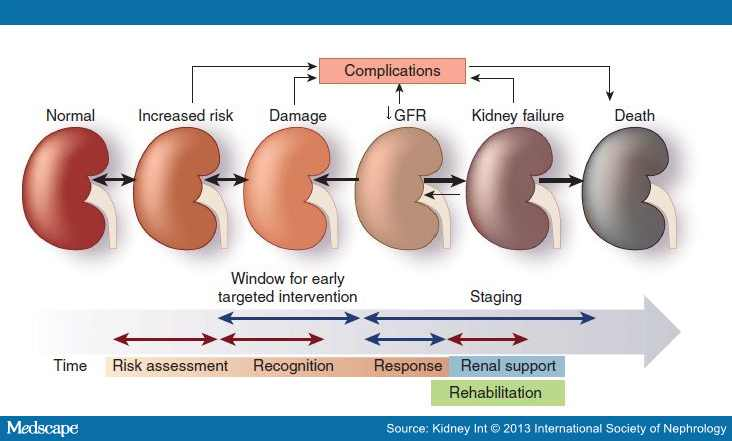 Complications
Normal
Increased risk
Damage
↓GFR
Kidney failure
Death
Window for early
targeted intervention
Staging
Time
Risk assessment
Recognition
Response
Renal support
Rehabilitation
Medscape
Source: Kidney Int © 2013 International Society of Nephrology